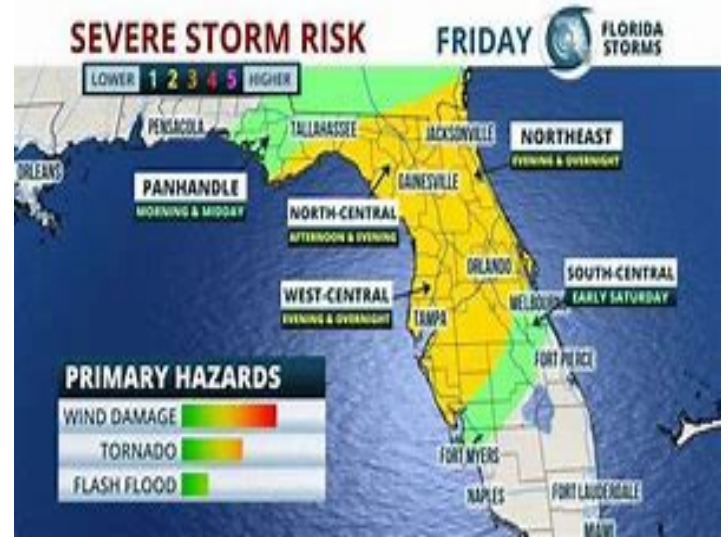 SEVERE STORM RISK
FRIDAY
FLORIDA
STORMS
LOWER 1 2 3 4 5 HIGHER
PENSACOLA
TALLAHASSEE
JACKSONVILLE
NORTHEAST
EVENING & OVERNIGHT
ORLEANS
PANHANDLE
MORNING & MIDDAY
GAINESVILLE
NORTH-CENTRAL
AFTERNOON & EVENING
ORLANDO
SOUTH-CENTRAL
EARLY SATURDAY
WEST-CENTRAL
EVENING & OVERNIGHT
MELBOURN
TAMPA
FORT PIERCE
PRIMARY HAZARDS
WIND DAMAGE
TORNADO
FLASH FLOOD
FORT MYERS
NAPLES
FORT LAUDERDALE
MIAMI